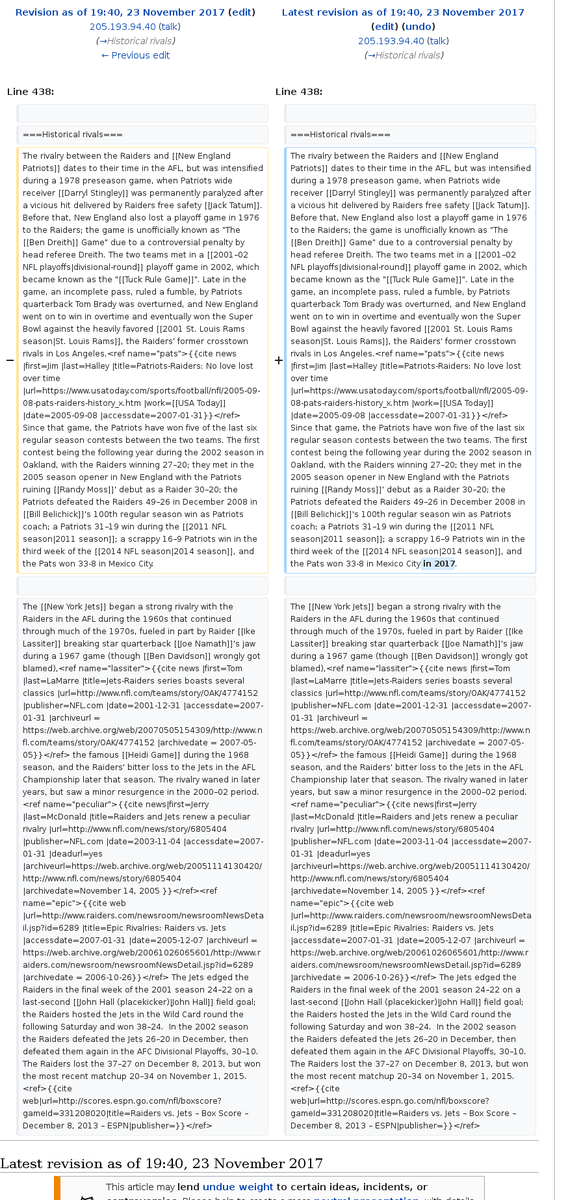 Revision as of 19:40, 23 November 2017 (edit)
205.193.94.40 (talk)
(→Historical rivals)
← Previous edit
Latest revision as of 19:40, 23 November 2017
(edit) (undo)
205.193.94.40 (talk)
(→Historical rivals)
Line 438:
===Historical rivals===
−
The rivalry between the Raiders and [[New England
Patriots]] dates to their time in the AFL, but was intensified
during a 1978 preseason game, when Patriots wide
receiver [[Darryl Stingley]] was permanently paralyzed after
a vicious hit delivered by Raiders free safety [[Jack Tatum]].
Before that, New England also lost a playoff game in 1976
to the Raiders; the game is unofficially known as "The
[[Ben Dreith]] Game" due to a controversial penalty by
head referee Dreith. The two teams met in a [[2001–02
NFL playoffs|divisional-round]] playoff game in 2002, which
became known as the "[[Tuck Rule Game]]". Late in the
game, an incomplete pass, ruled a fumble, by Patriots
quarterback Tom Brady was overturned, and New England
went on to win in overtime and eventually won the Super
Bowl against the heavily favored [[2001 St. Louis Rams
season|St. Louis Rams]], the Raiders' former crosstown
rivals in Los Angeles.<ref name="pats">{{cite news
|first=Jim |last=Halley |title=Patriots-Raiders: No love lost
over time
|url=https://www.usatoday.com/sports/football/nfl/2005-09-
08-pats-raiders-history_x.htm |work=[[USA Today]]
|date=2005-09-08 |accessdate=2007-01-31}}</ref>
Since that game, the Patriots have won five of the last six
regular season contests between the two teams. The first
contest being the following year during the 2002 season in
Oakland, with the Raiders winning 27–20; they met in the
2005 season opener in New England with the Patriots
ruining [[Randy Moss]]' debut as a Raider 30–20; the
Patriots defeated the Raiders 49–26 in December 2008 in
[[Bill Belichick]]'s 100th regular season win as Patriots
coach; a Patriots 31–19 win during the [[2011 NFL
season|2011 season]]; a scrappy 16–9 Patriots win in the
third week of the [[2014 NFL season|2014 season]], and
the Pats won 33-8 in Mexico City.
The [[New York Jets]] began a strong rivalry with the
Raiders in the AFL during the 1960s that continued
through much of the 1970s, fueled in part by Raider [[Ike
Lassiter]] breaking star quarterback [[Joe Namath]]'s jaw
during a 1967 game (though [[Ben Davidson]] wrongly got
blamed),<ref name="lassiter">{{cite news |first=Tom
|last=LaMarre |title=Jets-Raiders series boasts several
classics |url=http://www.nfl.com/teams/story/OAK/4774152
|publisher=NFL.com |date=2001-12-31 |accessdate=2007-
01-31 |archiveurl =
https://web.archive.org/web/20070505154309/http://www.n
fl.com/teams/story/OAK/4774152 |archivedate = 2007-05-
05}}</ref> the famous [[Heidi Game]] during the 1968
season, and the Raiders' bitter loss to the Jets in the AFL
Championship later that season. The rivalry waned in later
years, but saw a minor resurgence in the 2000–02 period.
<ref name="peculiar">{{cite news|first=Jerry
|last=McDonald |title=Raiders and Jets renew a peculiar
rivalry |url=http://www.nfl.com/news/story/6805404
|publisher=NFL.com |date=2003-11-04 |accessdate=2007-
01-31 |deadurl=yes
|archiveurl=https://web.archive.org/web/20051114130420/
http://www.nfl.com/news/story/6805404
|archivedate=November 14, 2005 }}</ref><ref
name="epic">{{cite web
|url=http://www.raiders.com/newsroom/newsroomNewsDeta
il.jsp?id=6289 |title=Epic Rivalries: Raiders vs. Jets
|accessdate=2007-01-31 |date=2005-12-07 |archiveurl =
https://web.archive.org/web/20061026065601/http://www.r
aiders.com/newsroom/newsroomNewsDetail.jsp?id=6289
|archivedate = 2006-10-26}}</ref> The Jets edged the
Raiders in the final week of the 2001 season 24–22 on a
last-second [[John Hall (placekicker)|John Hall]] field goal;
the Raiders hosted the Jets in the Wild Card round the
following Saturday and won 38–24.  In the 2002 season
the Raiders defeated the Jets 26–20 in December, then
defeated them again in the AFC Divisional Playoffs, 30–10.
The Raiders lost the 37–27 on December 8, 2013, but won
the most recent matchup 20–34 on November 1, 2015.
<ref>{{cite
web|url=http://scores.espn.go.com/nfl/boxscore?
gameId=331208020|title=Raiders vs. Jets – Box Score –
December 8, 2013 – ESPN|publisher=}}</ref>
Line 438:
===Historical rivals===
+
The rivalry between the Raiders and [[New England
Patriots]] dates to their time in the AFL, but was intensified
during a 1978 preseason game, when Patriots wide
receiver [[Darryl Stingley]] was permanently paralyzed after
a vicious hit delivered by Raiders free safety [[Jack Tatum]].
Before that, New England also lost a playoff game in 1976
to the Raiders; the game is unofficially known as "The
[[Ben Dreith]] Game" due to a controversial penalty by
head referee Dreith. The two teams met in a [[2001–02
NFL playoffs|divisional-round]] playoff game in 2002, which
became known as the "[[Tuck Rule Game]]". Late in the
game, an incomplete pass, ruled a fumble, by Patriots
quarterback Tom Brady was overturned, and New England
went on to win in overtime and eventually won the Super
Bowl against the heavily favored [[2001 St. Louis Rams
season|St. Louis Rams]], the Raiders' former crosstown
rivals in Los Angeles.<ref name="pats">{{cite news
|first=Jim |last=Halley |title=Patriots-Raiders: No love lost
over time
|url=https://www.usatoday.com/sports/football/nfl/2005-09-
08-pats-raiders-history_x.htm |work=[[USA Today]]
|date=2005-09-08 |accessdate=2007-01-31}}</ref>
Since that game, the Patriots have won five of the last six
regular season contests between the two teams. The first
contest being the following year during the 2002 season in
Oakland, with the Raiders winning 27–20; they met in the
2005 season opener in New England with the Patriots
ruining [[Randy Moss]]' debut as a Raider 30–20; the
Patriots defeated the Raiders 49–26 in December 2008 in
[[Bill Belichick]]'s 100th regular season win as Patriots
coach; a Patriots 31–19 win during the [[2011 NFL
season|2011 season]]; a scrappy 16–9 Patriots win in the
third week of the [[2014 NFL season|2014 season]], and
the Pats won 33-8 in Mexico City in 2017.
The [[New York Jets]] began a strong rivalry with the
Raiders in the AFL during the 1960s that continued
through much of the 1970s, fueled in part by Raider [[Ike
Lassiter]] breaking star quarterback [[Joe Namath]]'s jaw
during a 1967 game (though [[Ben Davidson]] wrongly got
blamed),<ref name="lassiter">{{cite news |first=Tom
|last=LaMarre |title=Jets-Raiders series boasts several
classics |url=http://www.nfl.com/teams/story/OAK/4774152
|publisher=NFL.com |date=2001-12-31 |accessdate=2007-
01-31 |archiveurl =
https://web.archive.org/web/20070505154309/http://www.n
fl.com/teams/story/OAK/4774152 |archivedate = 2007-05-
05}}</ref> the famous [[Heidi Game]] during the 1968
season, and the Raiders' bitter loss to the Jets in the AFL
Championship later that season. The rivalry waned in later
years, but saw a minor resurgence in the 2000–02 period.
<ref name="peculiar">{{cite news|first=Jerry
|last=McDonald |title=Raiders and Jets renew a peculiar
rivalry |url=http://www.nfl.com/news/story/6805404
|publisher=NFL.com |date=2003-11-04 |accessdate=2007-
01-31 |deadurl=yes
|archiveurl=https://web.archive.org/web/20051114130420/
http://www.nfl.com/news/story/6805404
|archivedate=November 14, 2005 }}</ref><ref
name="epic">{{cite web
|url=http://www.raiders.com/newsroom/newsroomNewsDeta
il.jsp?id=6289 |title=Epic Rivalries: Raiders vs. Jets
|accessdate=2007-01-31 |date=2005-12-07 |archiveurl =
https://web.archive.org/web/20061026065601/http://www.r
aiders.com/newsroom/newsroomNewsDetail.jsp?id=6289
|archivedate = 2006-10-26}}</ref> The Jets edged the
Raiders in the final week of the 2001 season 24–22 on a
last-second [[John Hall (placekicker)|John Hall]] field goal;
the Raiders hosted the Jets in the Wild Card round the
following Saturday and won 38–24.  In the 2002 season
the Raiders defeated the Jets 26–20 in December, then
defeated them again in the AFC Divisional Playoffs, 30–10.
The Raiders lost the 37–27 on December 8, 2013, but won
the most recent matchup 20–34 on November 1, 2015.
<ref>{{cite
web|url=http://scores.espn.go.com/nfl/boxscore?
gameId=331208020|title=Raiders vs. Jets – Box Score –
December 8, 2013 – ESPN|publisher=}}</ref>
Latest revision as of 19:40, 23 November 2017
This article may lend undue weight to certain ideas, incidents, or